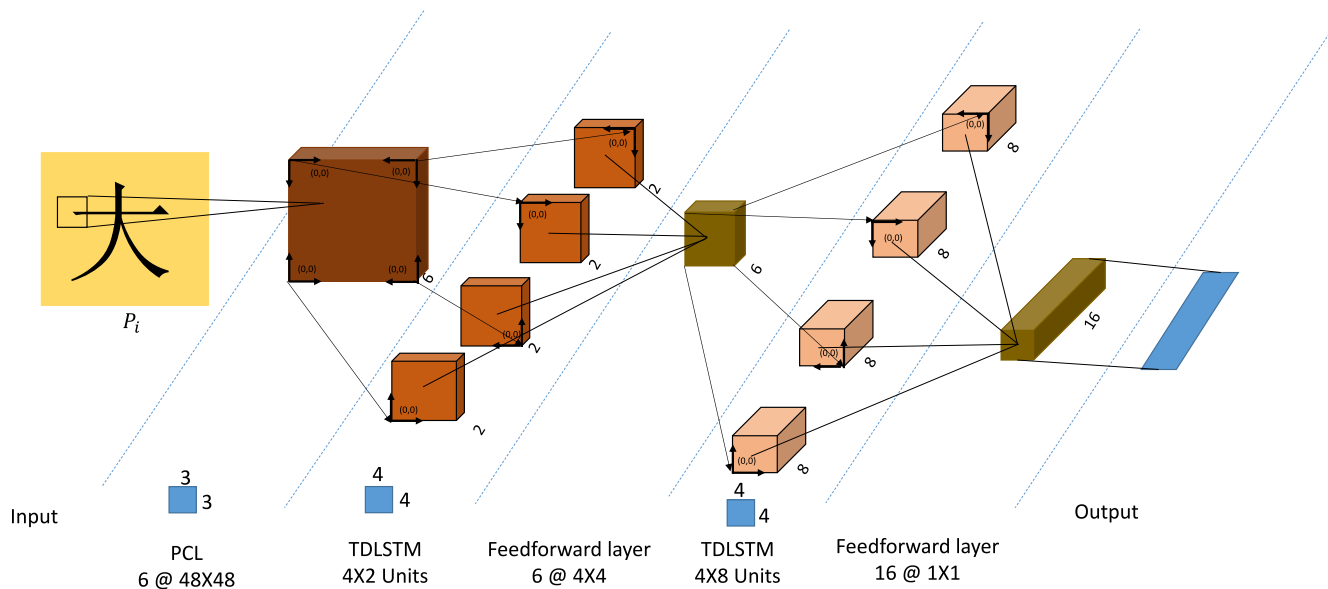 大
P_i
(0,0)
(0,0)
(0,0)
(0,0)
6
(0,0)
2
(0,0)
2
(0,0)
2
(0,0)
2
6
(0,0)
8
(0,0)
8
(0,0)
8
(0,0)
8
16
Input
3
3
PCL
6 @ 48X48
4
4
TDLSTM
4X2 Units
Feedforward layer
6 @ 4X4
4
4
TDLSTM
4X8 Units
Feedforward layer
16 @ 1X1
Output